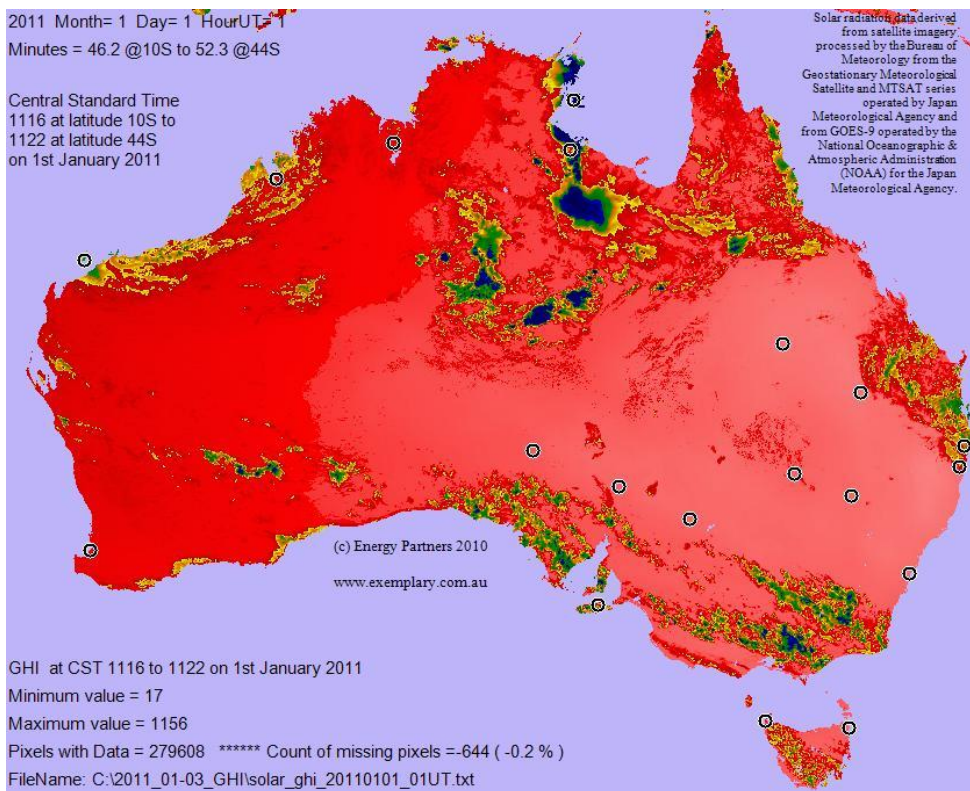 2011 Month= 1 Day= 1 HourUT= 1
Minutes = 46.2 @10S to 52.3 @44S
Central Standard Time
1116 at latitude 10S to
1122 at latitude 44S
on 1st January 2011
Solar radiation data derived
from satellite imagery
processed by the Bureau of
Meteorology from the
Geostationary Meteorological
Satellite and MTSAT series
operated by Japan
Meteorological Agency and
from GOES-9 operated by the
National Oceanographic &
Atmospheric Administration
(NOAA) for the Japan
Meteorological Agency.
(c) Energy Partners 2010
www.exemplary.com.au
GHI at CST 1116 to 1122 on 1st January 2011
Minimum value = 17
Maximum value = 1156
Pixels with Data = 279608 ****** Count of missing pixels =-644 ( -0.2 % )
FileName: C:\2011_01-03_GHI\solar_ghi_20110101_01UT.txt